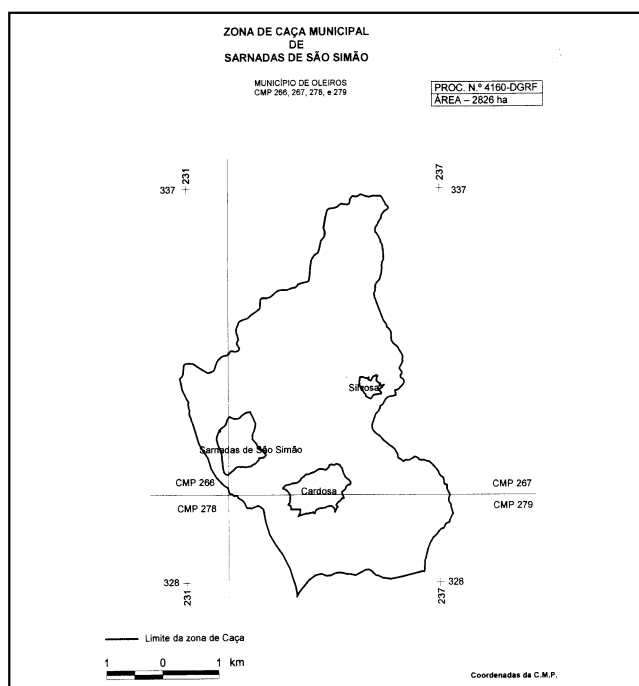 ZONA DE CAÇA MUNICIPAL
DE
SARNADAS DE SÃO SIMÃO
MUNICÍPIO DE OLEIROS
CMP 266, 267, 278, e 279
PROC. N.º 4160-DGRF
ÁREA – 2826 ha
231
337
237
337
Silvosa
Sarnadas de São Simão
Cardosa
CMP 266
CMP 267
CMP 278
CMP 279
328
231
237
328
Limite da zona de Caça
1 0 1 km
Coordenadas da C.M.P.